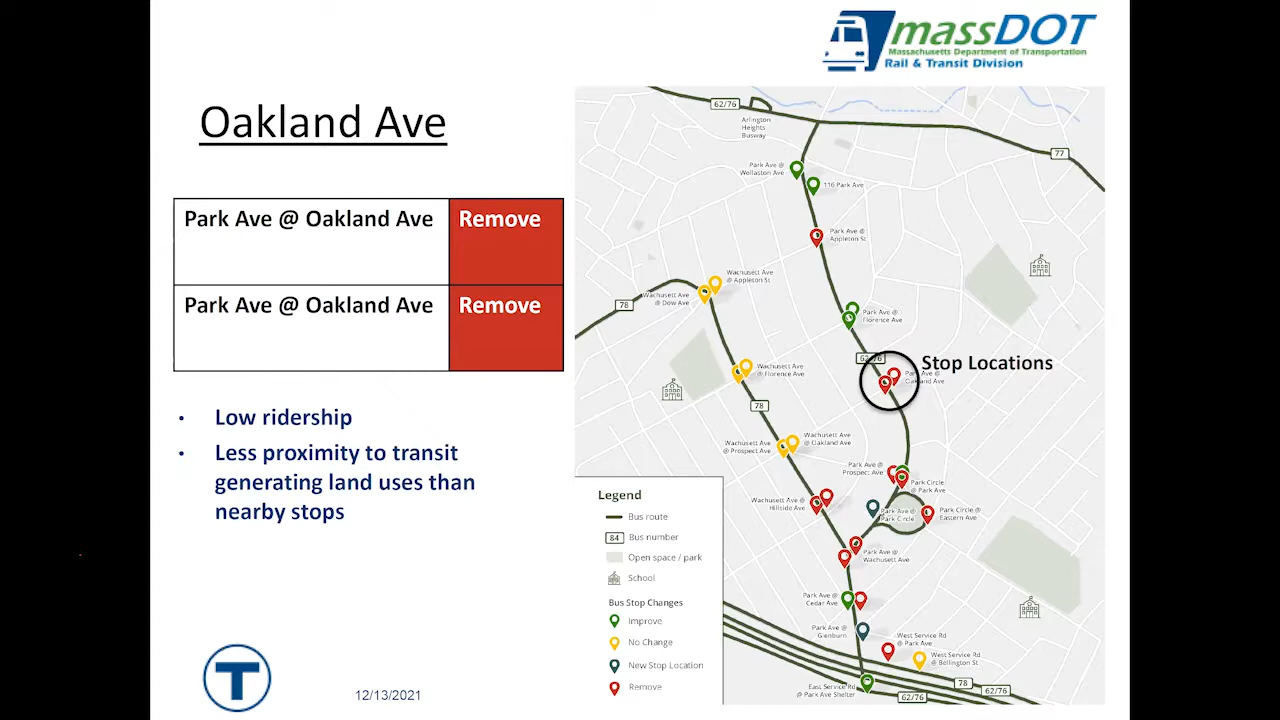 massDOT
Massachusetts Department of Transportation
Rail & Transit Division
Oakland Ave
Park Ave @ Oakland Ave Remove
Park Ave @ Oakland Ave Remove
• Low ridership
• Less proximity to transit
generating land uses than
nearby stops
T
12/13/2021
62/76
Arlington
Heights
Busway
77
Park Ave @
Wollaston Ave
116 Park Ave
Park Ave @
Appleton St
Wachusett Ave
@ Appleton St
Wachusett Ave
@ Dow Ave
78
Park Ave @
Florence Ave
62/76
Stop Locations
Park Ave @
Oakland Ave
Wachusett Ave
@ Florence Ave
78
Wachusett Ave
@ Oakland Ave
Wachusett Ave
@ Prospect Ave
Park Ave @
Prospect Ave
Park Circle
@ Park Ave
Wachusett Ave @
Hillside Ave
Park Ave @
Park Circle
Park Circle @
Eastern Ave
Park Ave @
Wachusett Ave
Park Ave @
Cedar Ave
Park Ave @
Glenburn
West Service Rd
@ Park Ave
West Service Rd
@ Bellington St
East Service Rd
@ Park Ave Shelter
78
62/76
62/76
Legend
Bus route
84 Bus number
Open space / park
School
Bus Stop Changes
Improve
No Change
New Stop Location
Remove